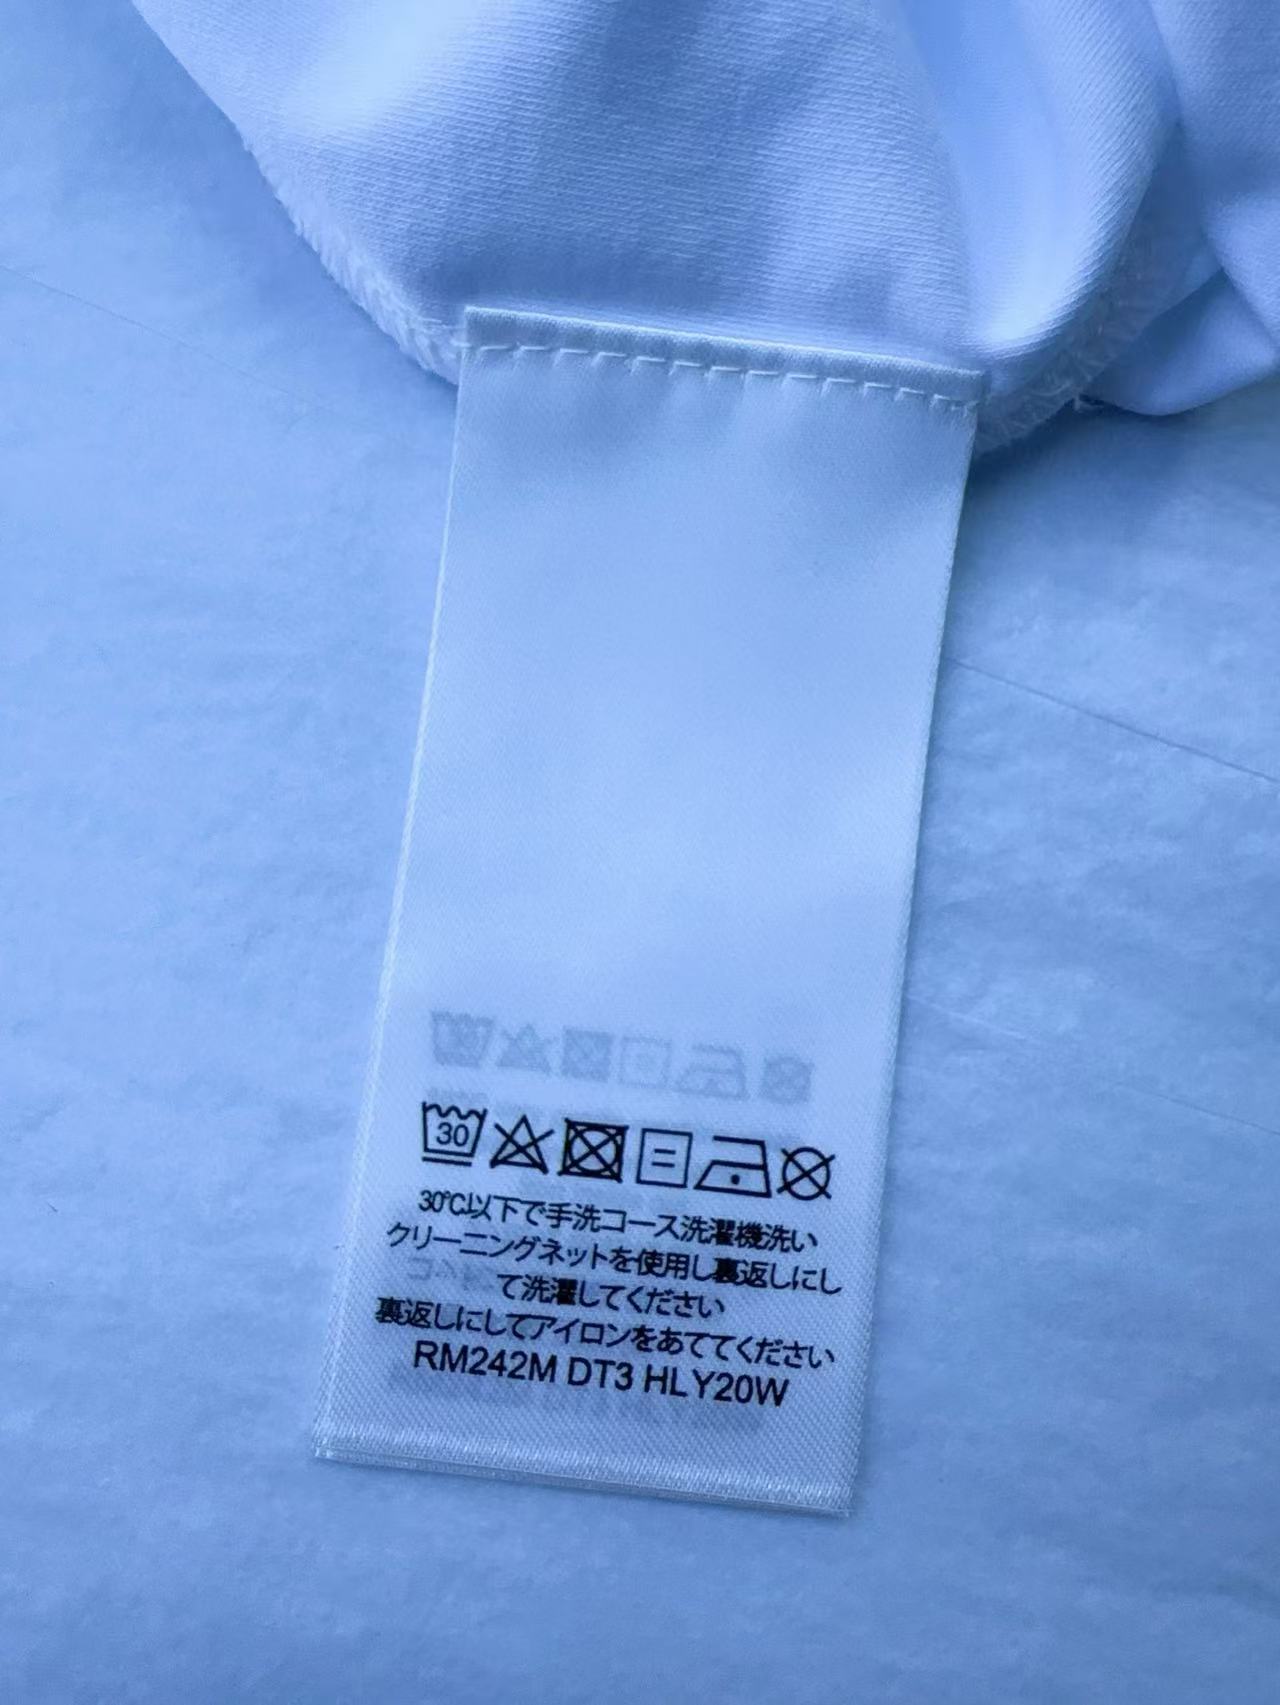 30
30℃以下で手洗コース洗濯機洗い
クリーニングネットを使用し裏返しにし
て洗濯してください
裏返しにしてアイロンをあててください
RM242M DT3 HLY20W